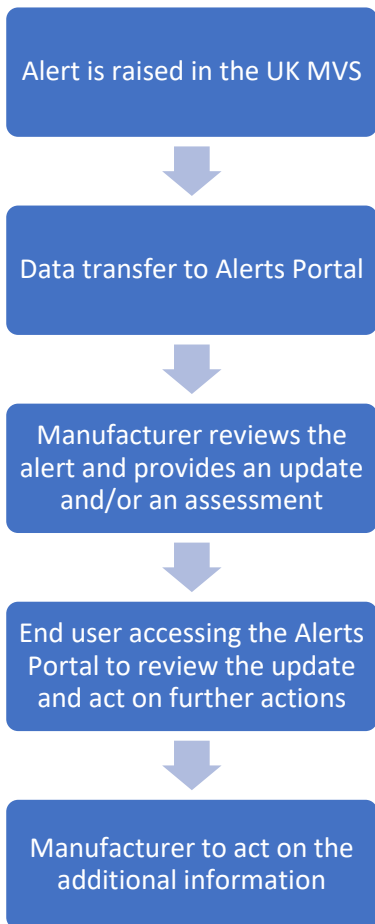 Alert is raised in the UK MVS
Data transfer to Alerts Portal
Manufacturer reviews the
alert and provides an update
and/or an assessment
End user accessing the Alerts
Portal to review the update
and act on further actions
Manufacturer to act on the
additional information